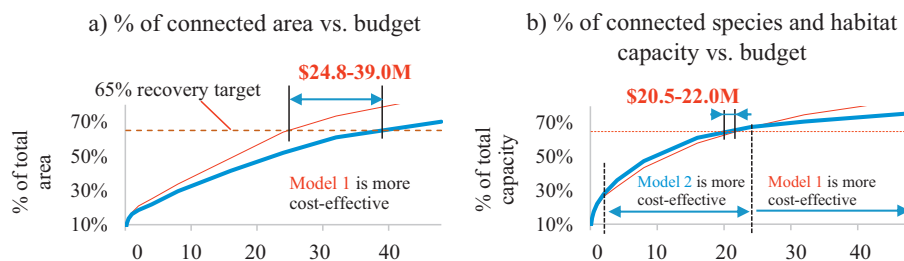 a) % of connected area vs. budget
$24.8-39.0M
65% recovery target
70%
50%
30%
10%
% of total
area
Model 1 is more
cost-effective
0 10 20 30 40
b) % of connected species and habitat
capacity vs. budget
$20.5-22.0M
70%
50%
30%
10%
% of total
capacity
Model 2 is more
cost-effective
Model 1 is more
cost-effective
0 10 20 30 40